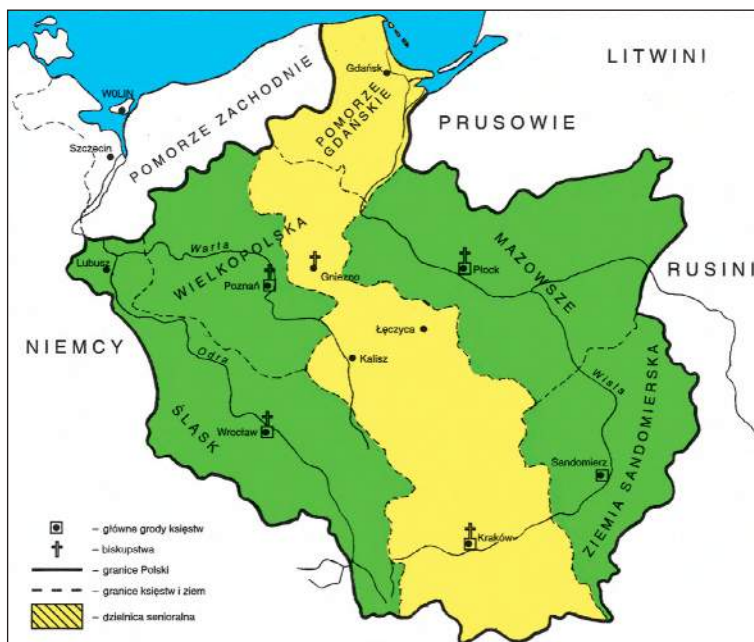 LITWINI
Gdańsk
WOLIN
POMORZE ZACHODNIE
POMORZE
GDAŃSKIE
PRUSOWIE
Szczecin
Warta
WIELKOPOLSKA
Lubusz
Gniezno
Poznań
MAZOWSZE
Płock
RUSINI
NIEMCY
Łęczyca
Kalisz
Odra
Wisła
ŚLĄSK
Wrocław
Sandomierz
ZIEMIA SANDOMIERSKA
Kraków
– główne grody księstw
– biskupstwa
– granice Polski
– granice księstw i ziem
– dzielnica senioralna